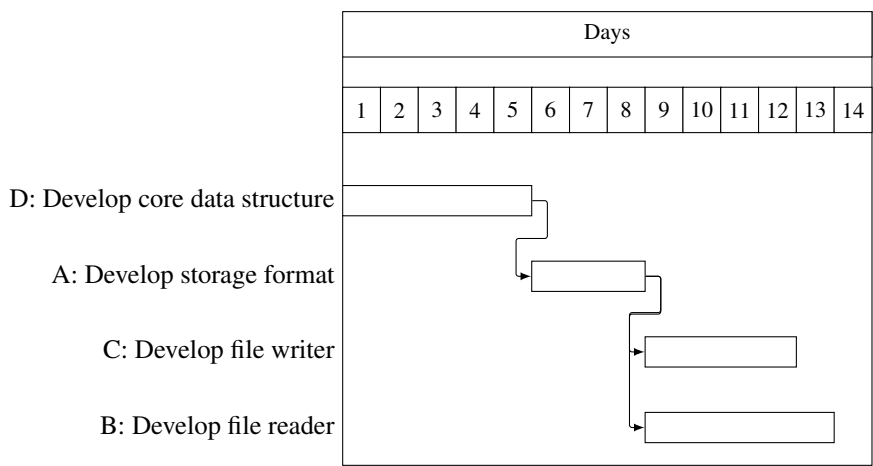 Days
1 2 3 4 5 6 7 8 9 10 11 12 13 14
D: Develop core data structure
A: Develop storage format
C: Develop file writer
B: Develop file reader